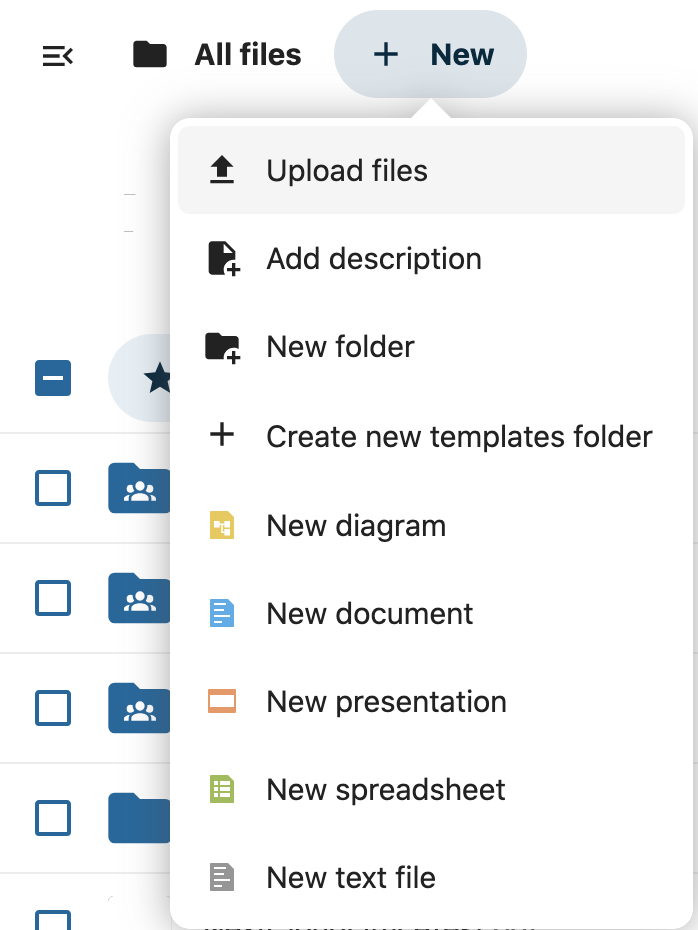 All files
New
Upload files
Add description
New folder
Create new templates folder
New diagram
New document
New presentation
New spreadsheet
New text file